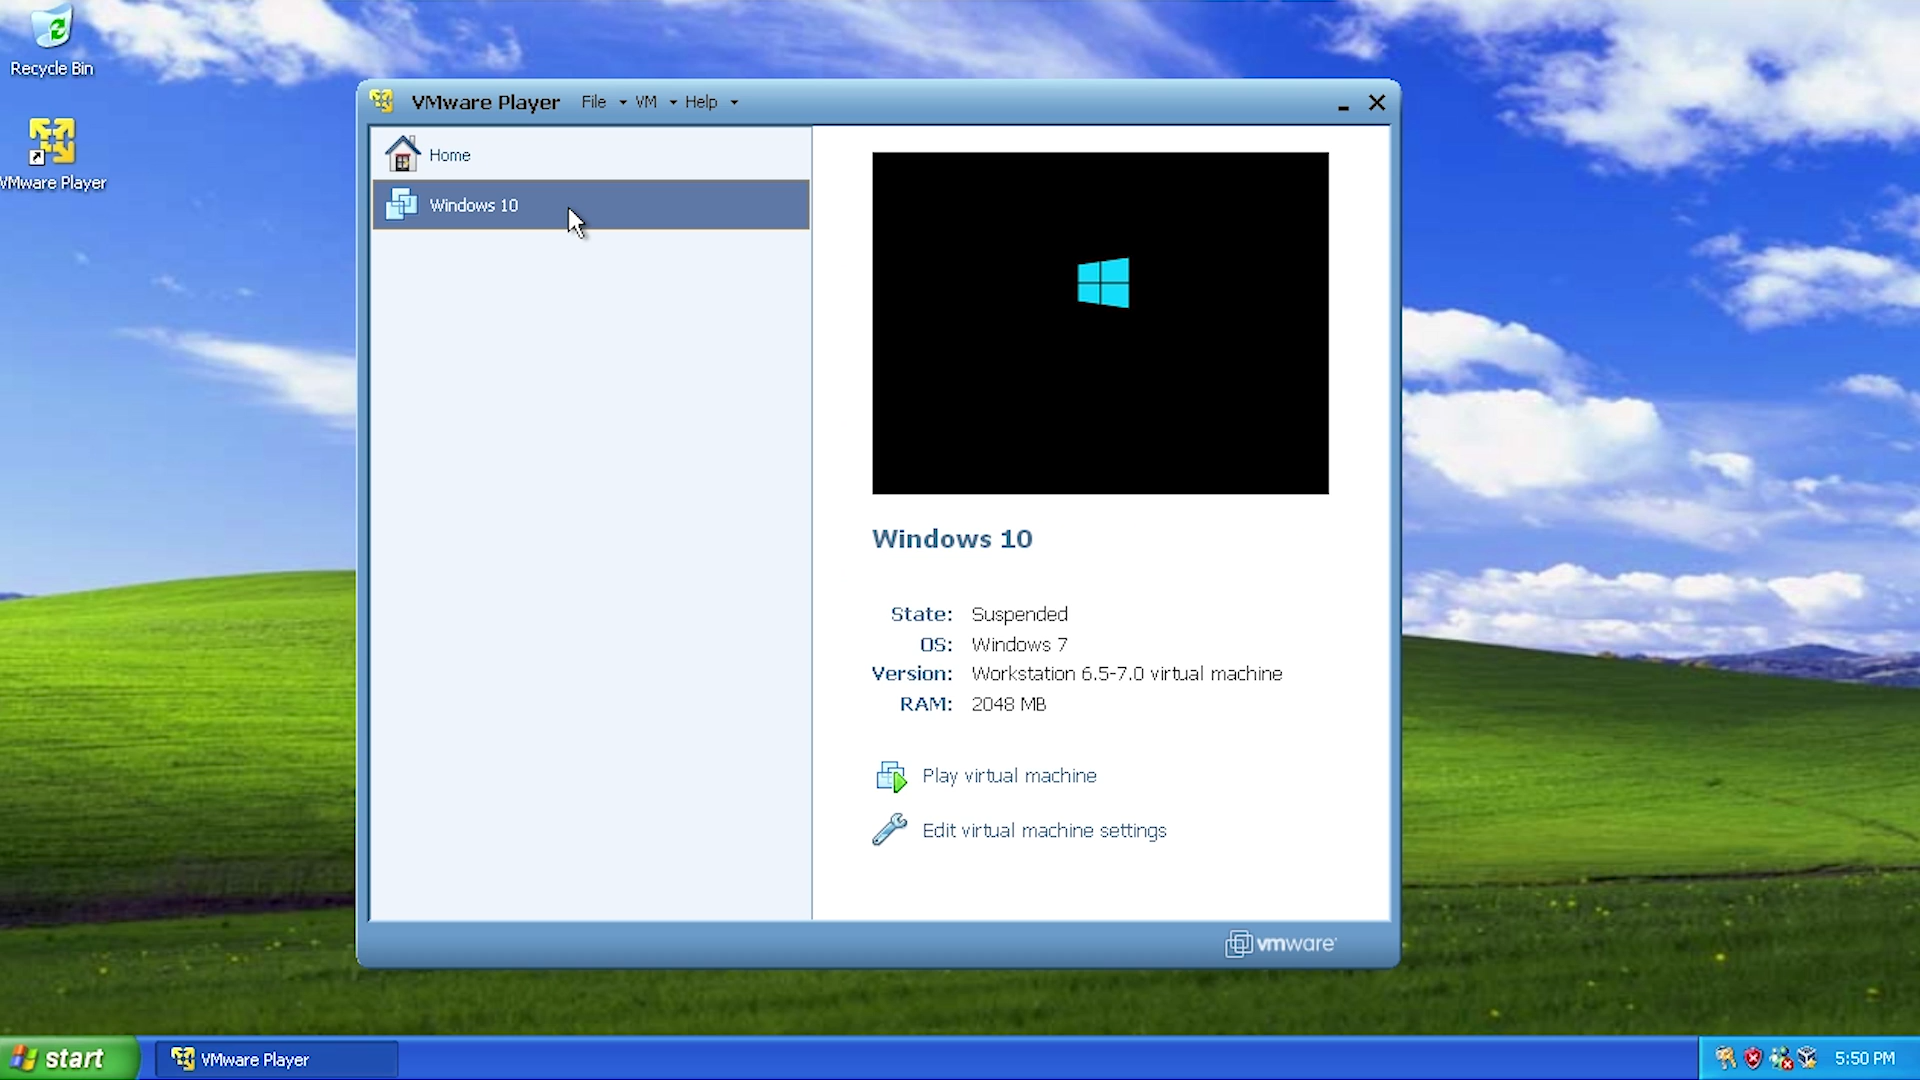 Recycle Bin
VMware Player
VMware Player File VM Help
Home
Windows 10
Windows 10
State: Suspended
OS: Windows 7
Version: Workstation 6.5-7.0 virtual machine
RAM: 2048 MB
Play virtual machine
Edit virtual machine settings
vmware
start VMware Player 5:50 PM